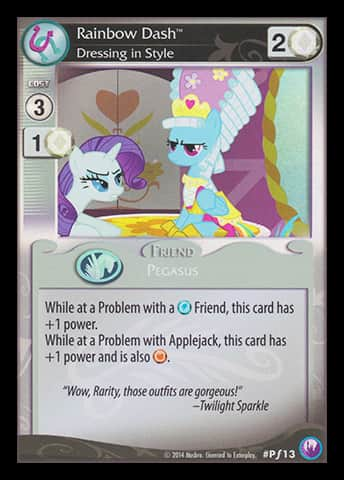 Rainbow Dash™
Dressing in Style
2
COST
3
1
FRIEND
PEGASUS
While at a Problem with a Friend, this card has
+1 power.
While at a Problem with Applejack, this card has
+1 power and is also .
"Wow, Rarity, those outfits are gorgeous!"
—Twilight Sparkle
© 2014 Hasbro. Licensed to Enterplay.
#Pƒ13